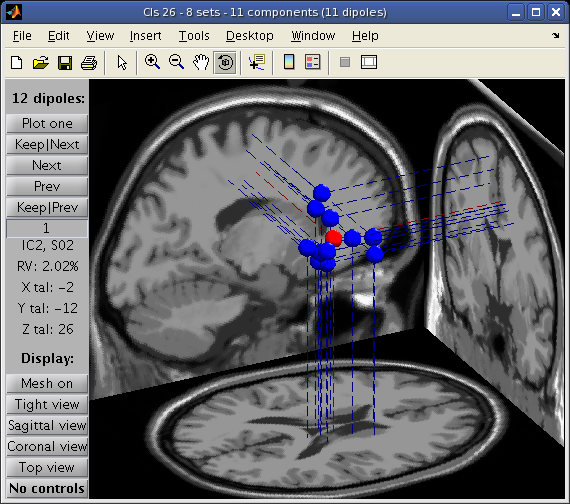 Cls 26 - 8 sets - 11 components (11 dipoles)
File Edit View Insert Tools Desktop Window Help
12 dipoles:
Plot one
Keep|Next
Next
Prev
Keep|Prev
1
IC2, S02
RV: 2.02%
X tal: -2
Y tal: -12
Z tal: 26
Display:
Mesh on
Tight view
Sagittal view
Coronal view
Top view
No controls